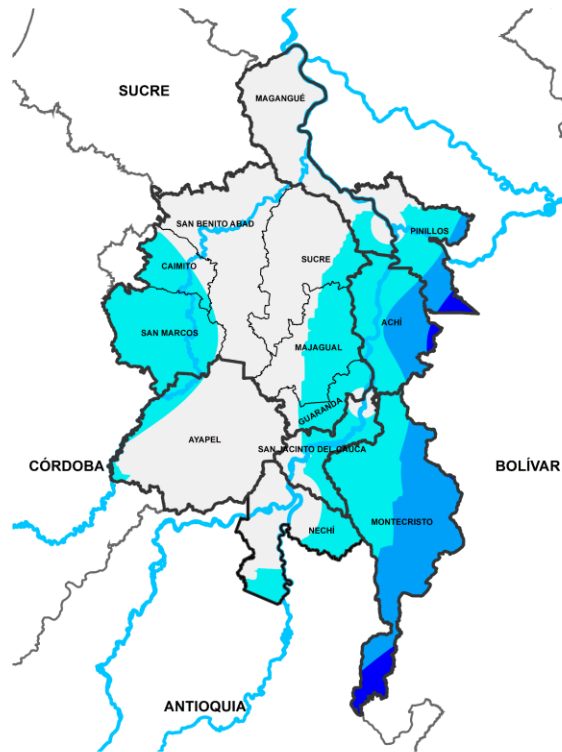 SUCRE
MAGANGUÉ
SAN BENITO ABAD
PINILLOS
SUCRE
CAIMITO
ACHÍ
SAN MARCOS
MAJAGUAL
GUARANDA
AYAPEL
SAN JACINTO DEL CAUCA
CÓRDOBA
BOLÍVAR
MONTECRISTO
NECHÍ
ANTIOQUIA